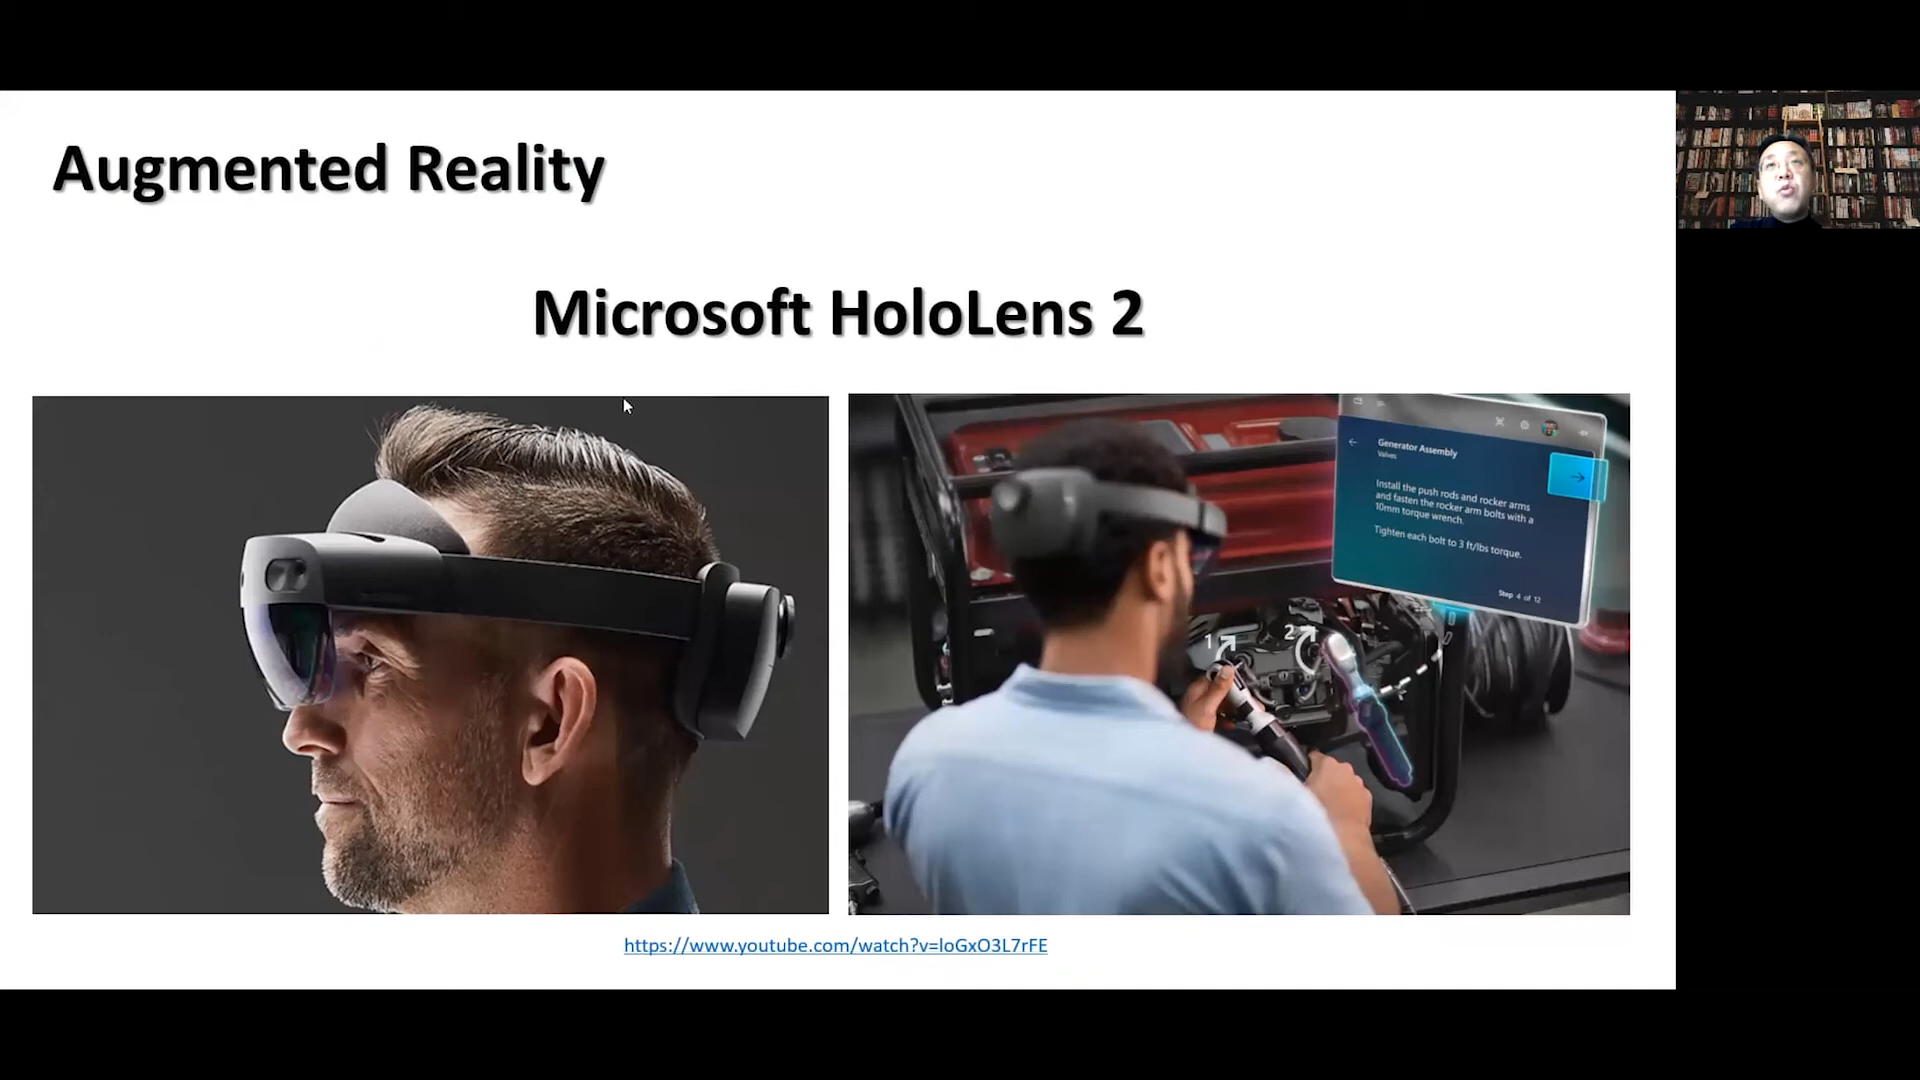 Augmented Reality
Microsoft HoloLens 2
Generator Assembly
Valves
Install the push rods and rocker arms
and fasten the rocker arm bolts with a
10mm torque wrench.
Tighten each bolt to 3 ft/lbs torque.
Step 4 of 12
1
2
https://www.youtube.com/watch?v=loGxO3L7rFE